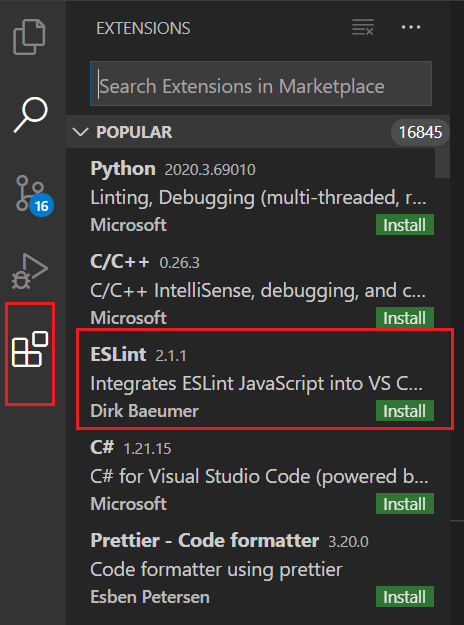 EXTENSIONS
Search Extensions in Marketplace
POPULAR 16845
Python 2020.3.69010
Linting, Debugging (multi-threaded, r...
Microsoft Install
16
C/C++ 0.26.3
C/C++ IntelliSense, debugging, and c...
Microsoft Install
ESLint 2.1.1
Integrates ESLint JavaScript into VS C...
Dirk Baeumer Install
C# 1.21.15
C# for Visual Studio Code (powered b...
Microsoft Install
Prettier - Code formatter 3.20.0
Code formatter using prettier
Esben Petersen Install